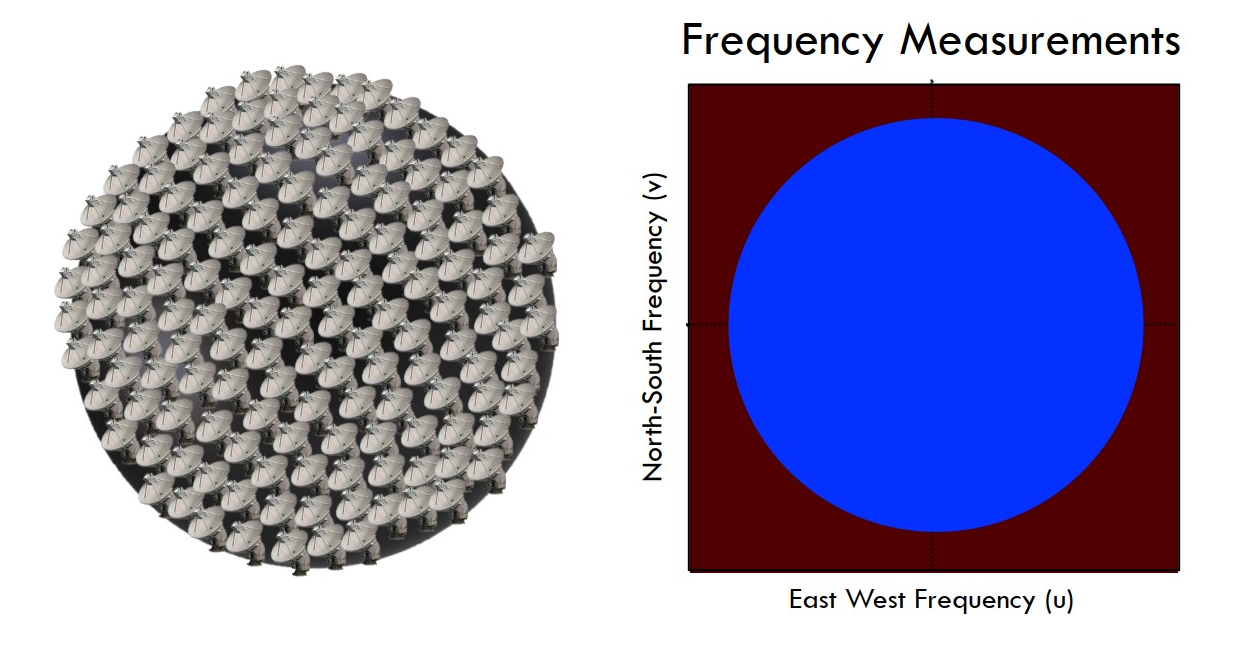 Frequency Measurements
North-South Frequency (v)
East West Frequency (u)